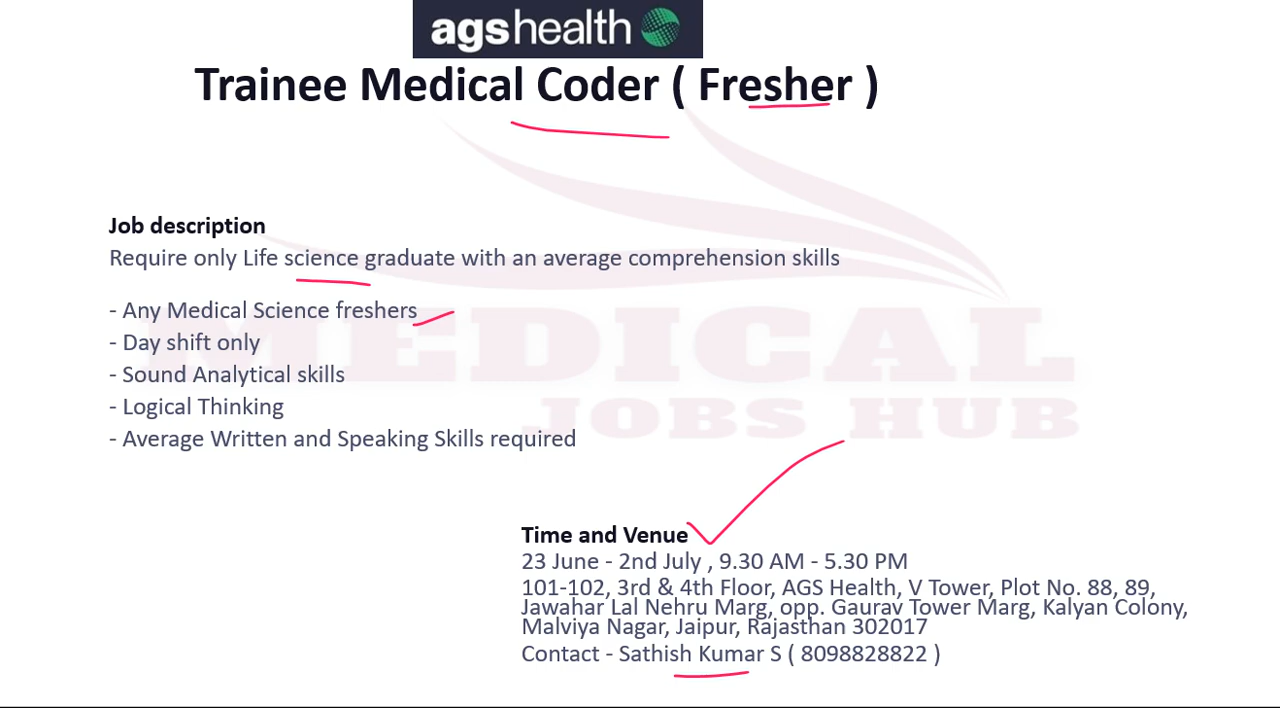 agshealth
Trainee Medical Coder ( Fresher )
Job description
Require only Life science graduate with an average comprehension skills
- Any Medical Science freshers
- Day shift only
- Sound Analytical skills
- Logical Thinking
- Average Written and Speaking Skills required
MEDICAL
JOBS HUB
Time and Venue
23 June - 2nd July , 9.30 AM - 5.30 PM
101-102, 3rd & 4th Floor, AGS Health, V Tower, Plot No. 88, 89,
Jawahar Lal Nehru Marg, opp. Gaurav Tower Marg, Kalyan Colony,
Malviya Nagar, Jaipur, Rajasthan 302017
Contact - Sathish Kumar S ( 8098828822 )